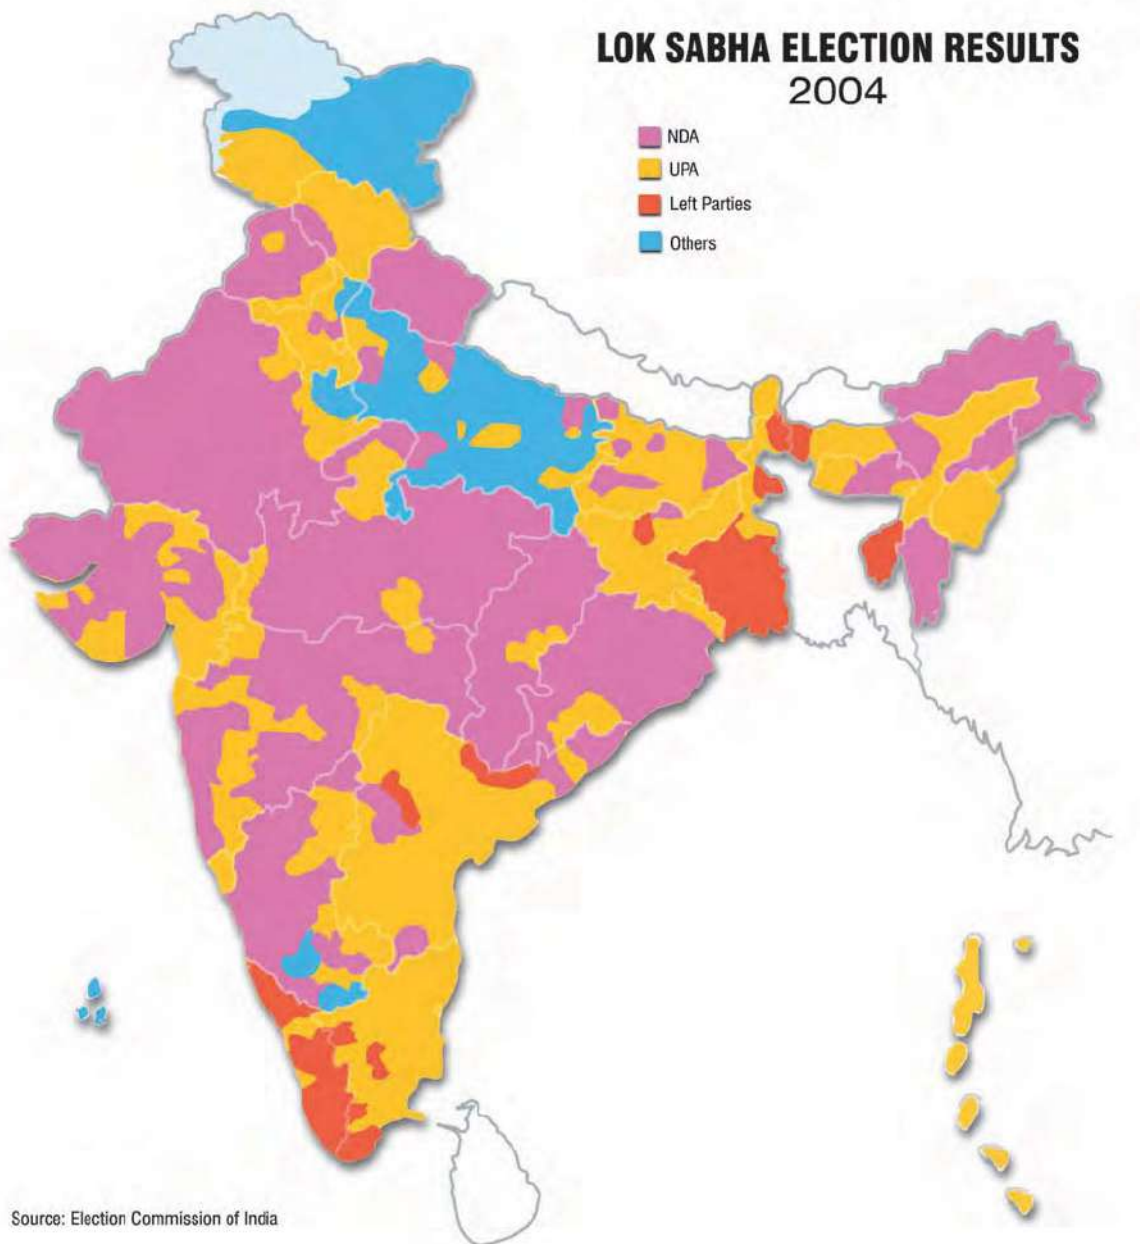 LOK SABHA ELECTION RESULTS
2004
NDA
UPA
Left Parties
Others
Source: Election Commission of India